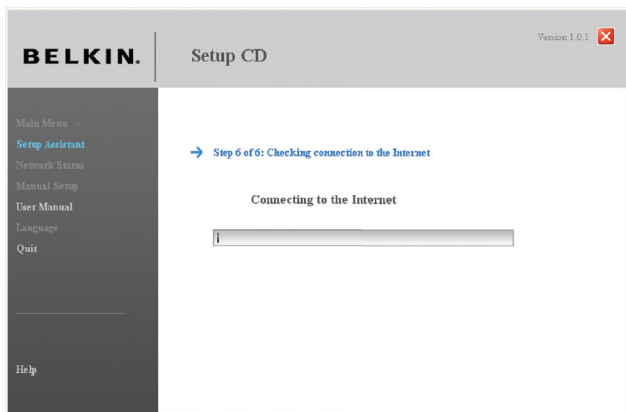 BELKIN.
Setup CD
Version 1.0.1
Main Menu >
Setup Assistant
Network Status
Manual Setup
User Manual
Language
Quit
Help
Step 6 of 6: Checking connection to the Internet
Connecting to the Internet